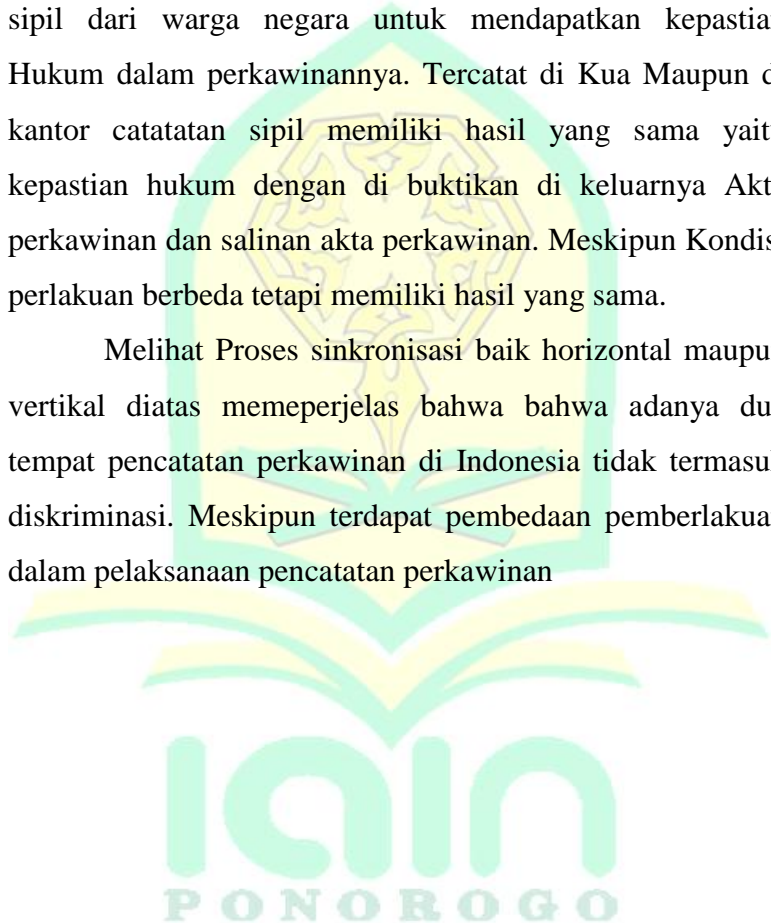 sipil dari warga negara untuk mendapatkan kepastia
Hukum dalam perkawinannya. Tercatat di Kua Maupun d
kantor catatatan sipil memiliki hasil yang sama yait
kepastian hukum dengan di buktikan di keluarnya Akt
perkawinan dan salinan akta perkawinan. Meskipun Kondis
perlakuan berbeda tetapi memiliki hasil yang sama.
Melihat Proses sinkronisasi baik horizontal maupu
vertikal diatas memeperjelas bahwa bahwa adanya du
tempat pencatatan perkawinan di Indonesia tidak termasu
diskriminasi. Meskipun terdapat pembedaan pemberlakua
dalam pelaksanaan pencatatan perkawinan
iain
PONOROGO